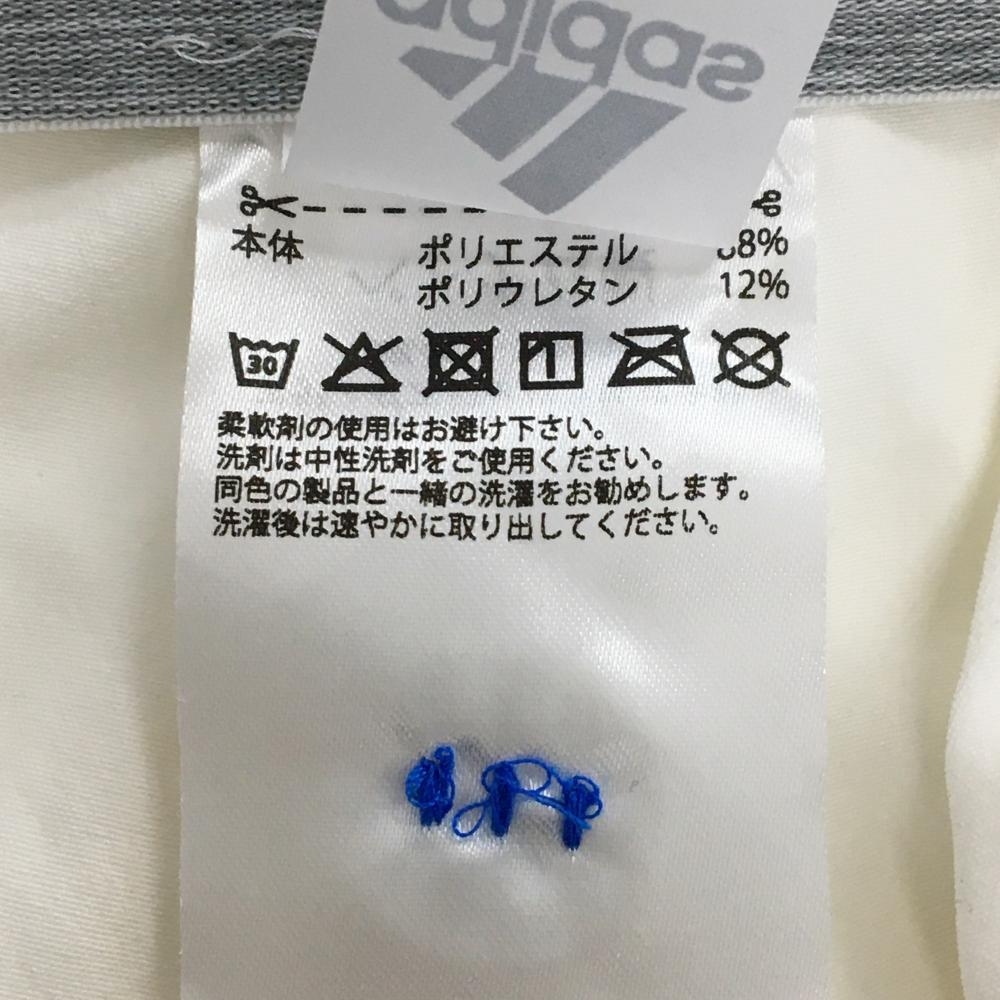 adidas
本体 ポリエステル 88%
ポリウレタン 12%
30
柔軟剤の使用はお避け下さい。
洗剤は中性洗剤をご使用ください。
同色の製品と一緒の洗濯をお勧めします。
洗濯後は速やかに取り出してください。